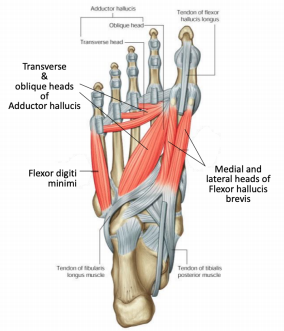 Adductor hallucis
Oblique head
Transverse head
Tendon of flexor
hallucis longus
Transverse
&
oblique heads
of
Adductor hallucis
Flexor digiti
minimi
Medial and
lateral heads of
Flexor hallucis
brevis
Tendon of fibularis
longus muscle
Tendon of tibialis
posterior muscle